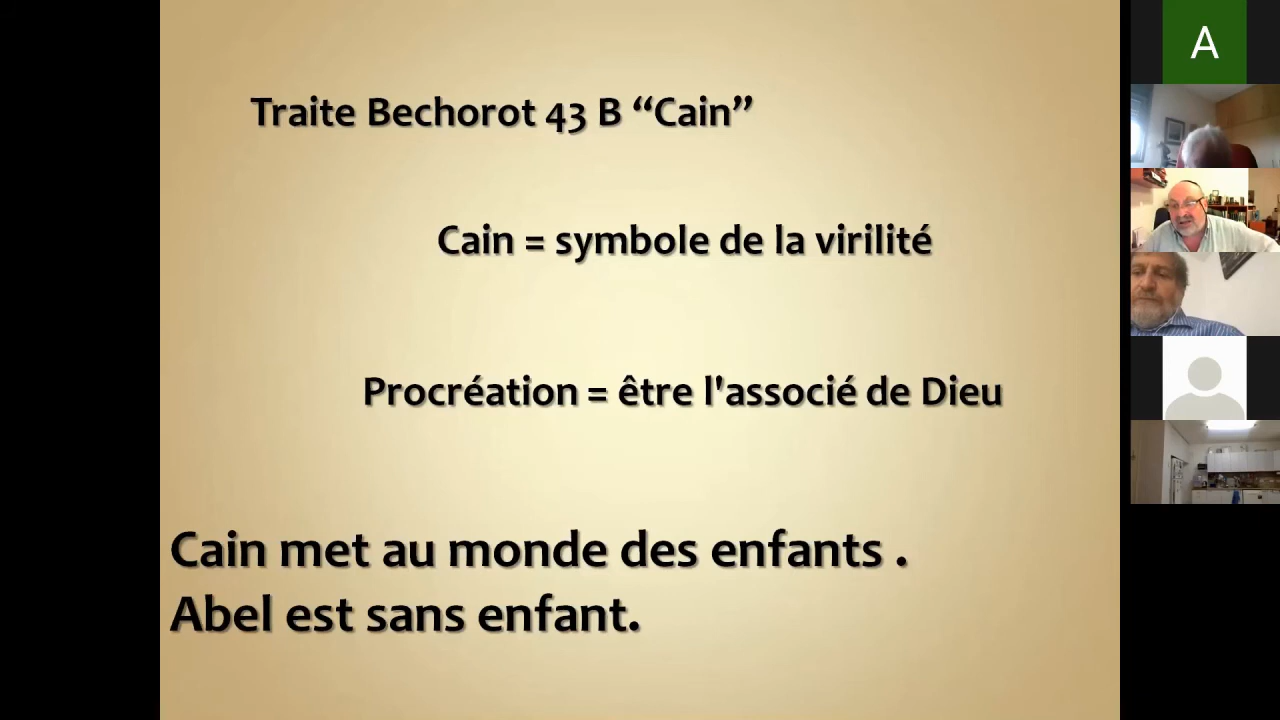 Traite Bechorot 43 B “Cain”
Cain = symbole de la virilité
Procréation = être l'associé de Dieu
Cain met au monde des enfants .
Abel est sans enfant.
A